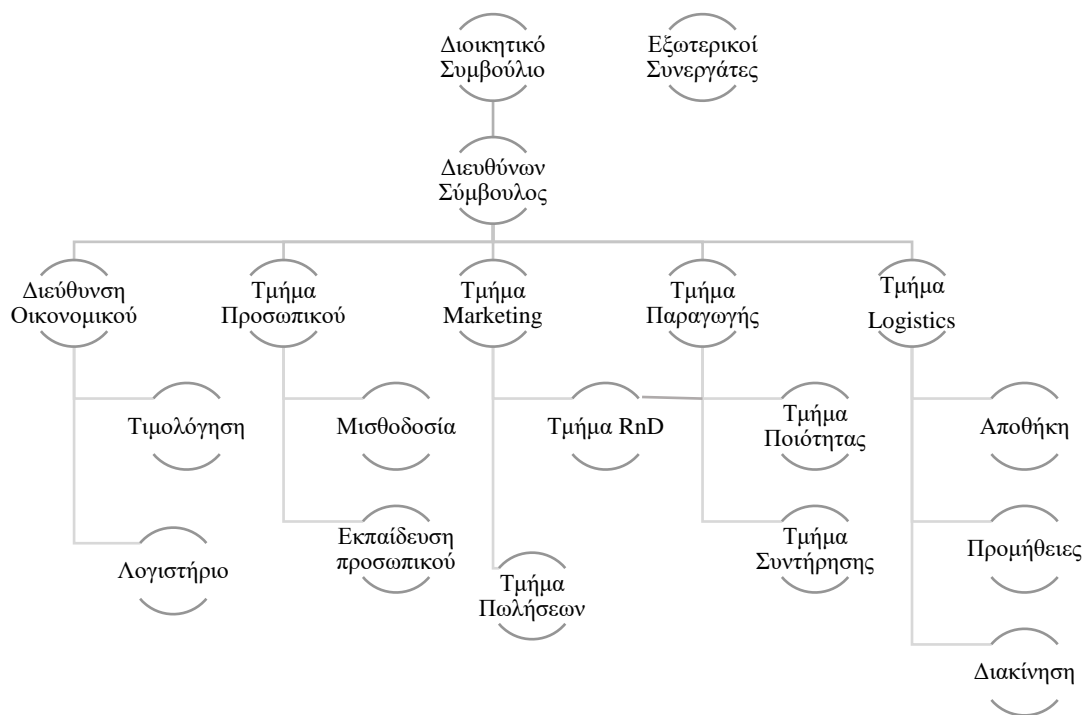 Διοικητικό
Συμβούλιο
Εξωτερικοί
Συνεργάτες
Διευθύνων
Σύμβουλος
Διεύθυνση
Οικονομικού
Τμήμα
Προσωπικού
Τμήμα
Marketing
Τμήμα
Παραγωγής
Τμήμα
Logistics
Τιμολόγηση
Μισθοδοσία
Τμήμα RnD
Τμήμα
Ποιότητας
Αποθήκη
Λογιστήριο
Εκπαίδευση
προσωπικού
Τμήμα
Πωλήσεων
Τμήμα
Συντήρησης
Προμήθειες
Διακίνηση